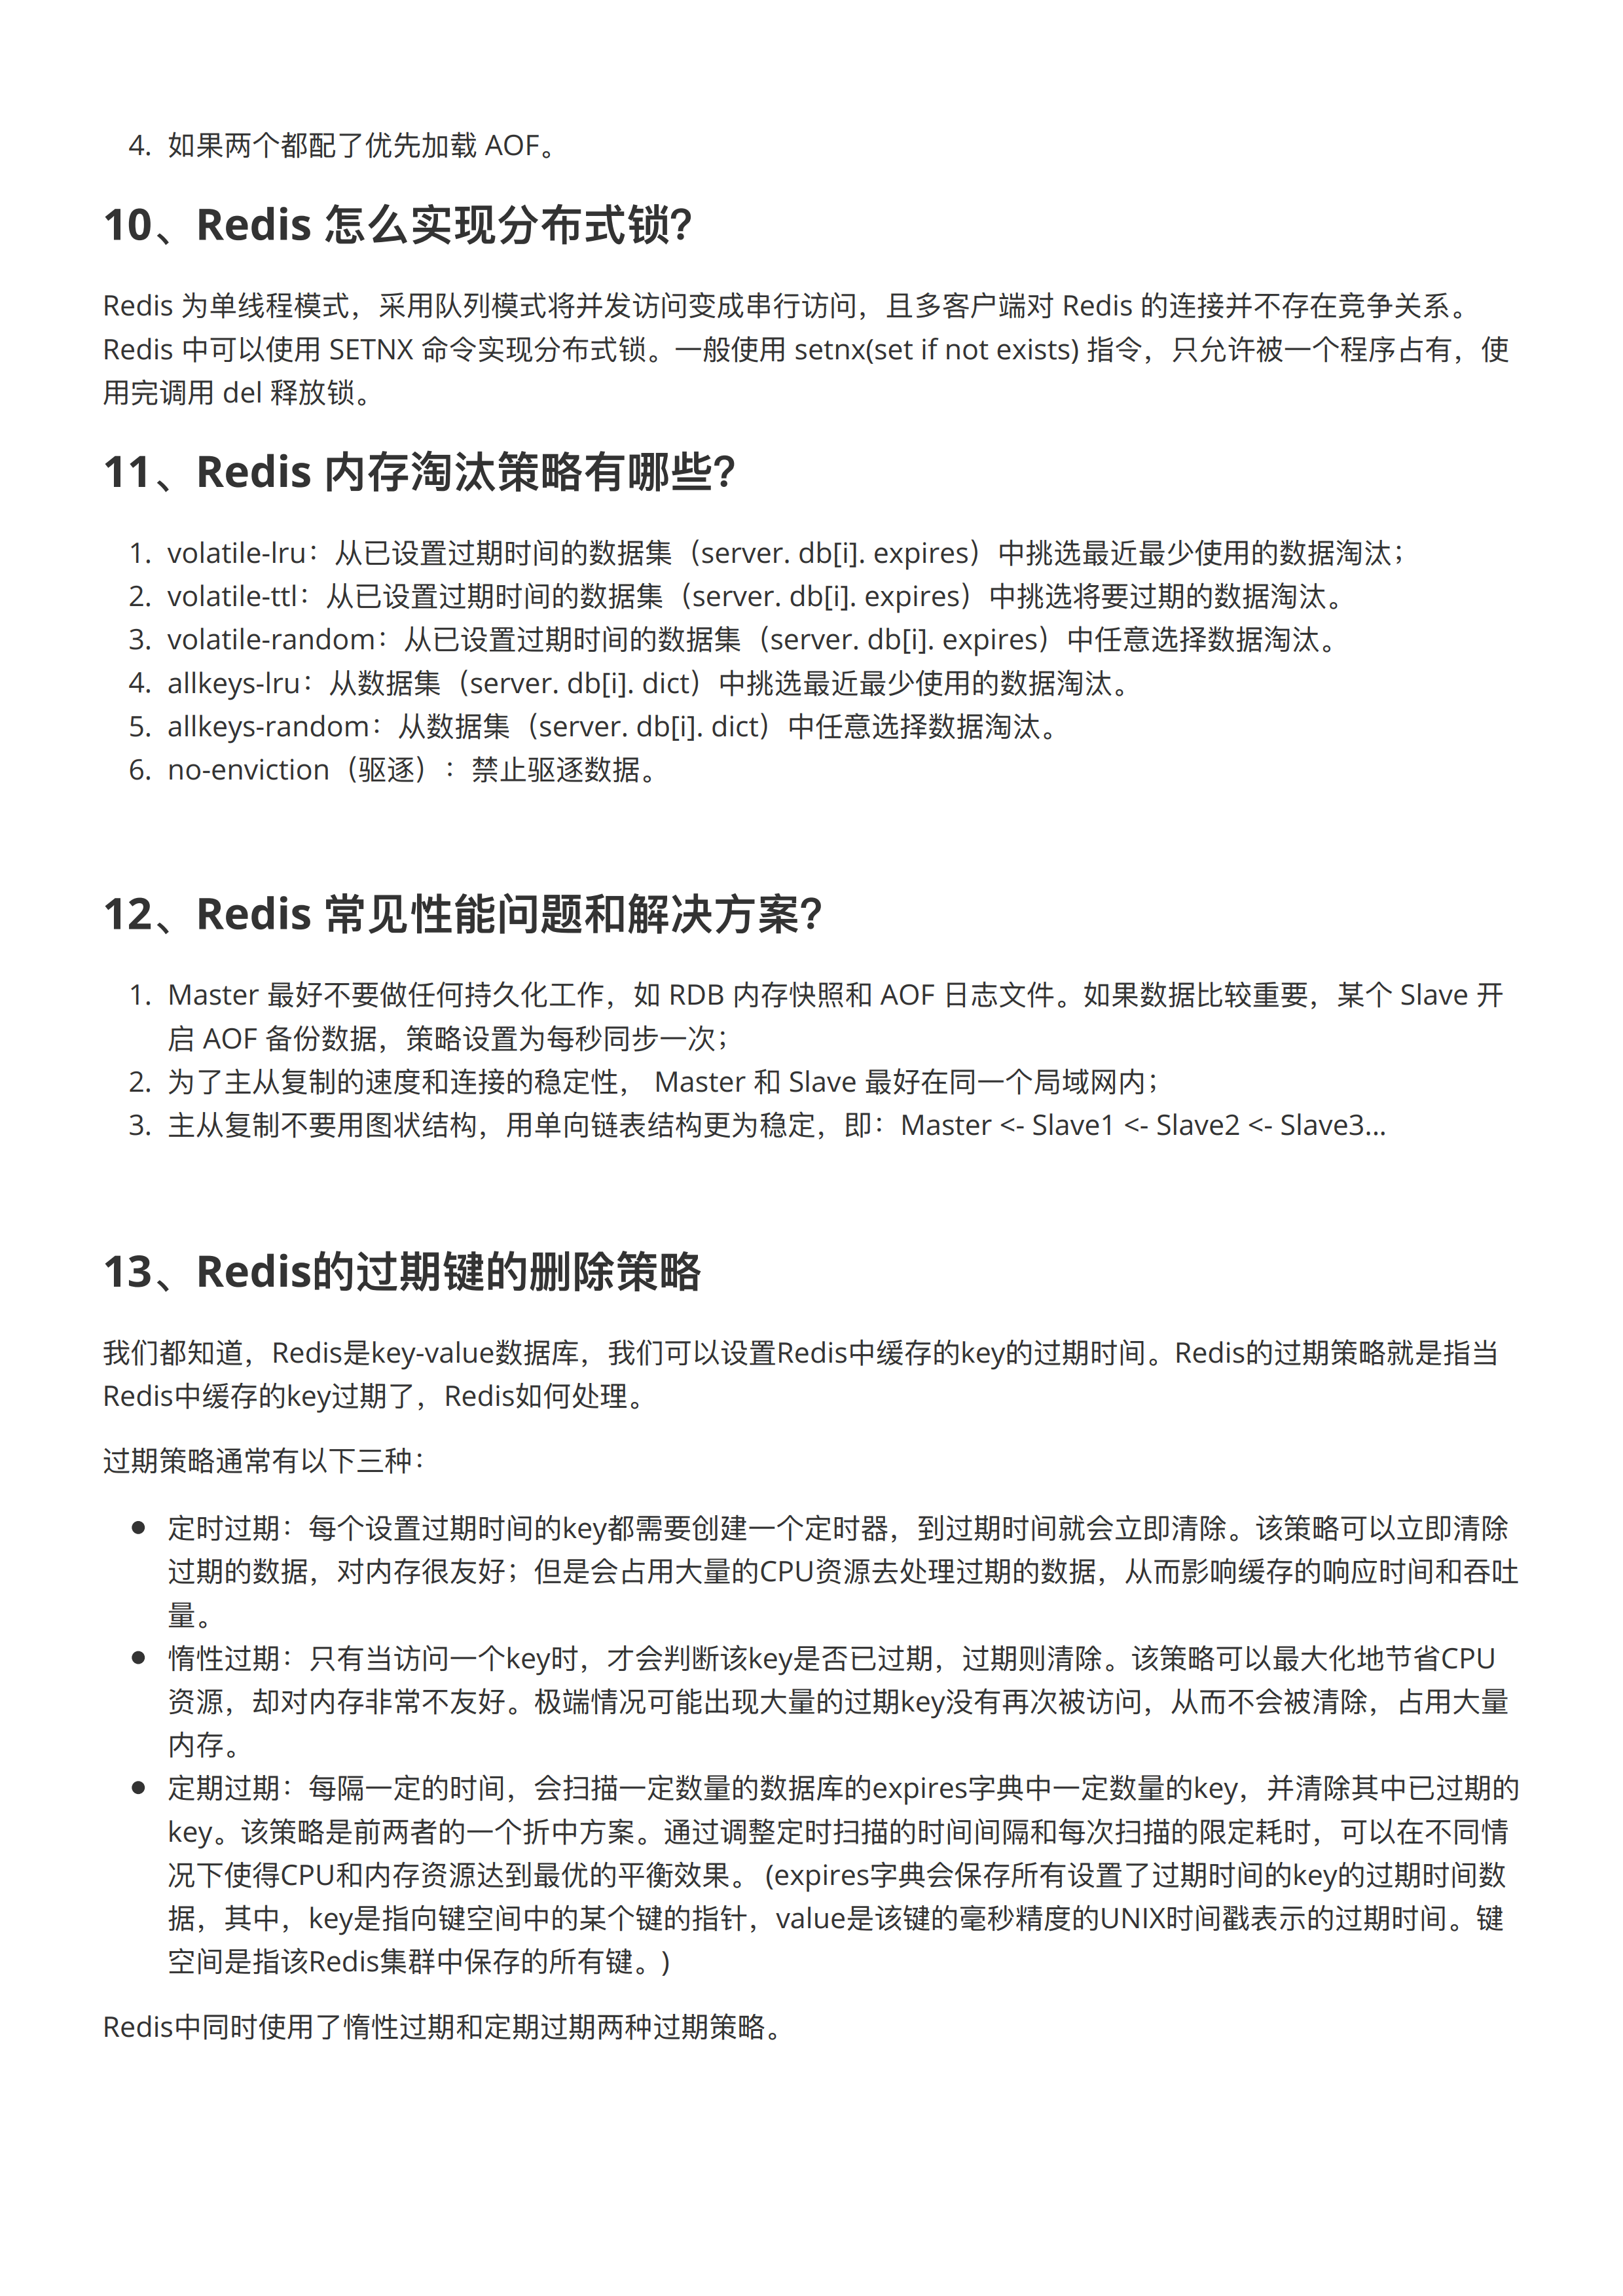 4. 如果两个都配了优先加载 AOF。
10、Redis 怎么实现分布式锁？
Redis 为单线程模式，采用队列模式将并发访问变成串行访问，且多客户端对 Redis 的连接并不存在竞争关系。
Redis 中可以使用 SETNX 命令实现分布式锁。一般使用 setnx(set if not exists) 指令，只允许被一个程序占有，使
用完调用 del 释放锁。
11、Redis 内存淘汰策略有哪些？
1. volatile-lru：从已设置过期时间的数据集（server. db[i]. expires）中挑选最近最少使用的数据淘汰；
2. volatile-ttl：从已设置过期时间的数据集（server. db[i]. expires）中挑选将要过期的数据淘汰。
3. volatile-random：从已设置过期时间的数据集（server. db[i]. expires）中任意选择数据淘汰。
4. allkeys-lru：从数据集（server. db[i]. dict）中挑选最近最少使用的数据淘汰。
5. allkeys-random：从数据集（server. db[i]. dict）中任意选择数据淘汰。
6. no-enviction（驱逐）：禁止驱逐数据。
12、Redis 常见性能问题和解决方案？
1. Master 最好不要做任何持久化工作，如 RDB 内存快照和 AOF 日志文件。如果数据比较重要，某个 Slave 开
启 AOF 备份数据，策略设置为每秒同步一次；
2. 为了主从复制的速度和连接的稳定性， Master 和 Slave 最好在同一个局域网内；
3. 主从复制不要用图状结构，用单向链表结构更为稳定，即：Master <- Slave1 <- Slave2 <- Slave3...
13、Redis的过期键的删除策略
我们都知道，Redis是key-value数据库，我们可以设置Redis中缓存的key的过期时间。Redis的过期策略就是指当
Redis中缓存的key过期了，Redis如何处理。
过期策略通常有以下三种：
● 定时过期：每个设置过期时间的key都需要创建一个定时器，到过期时间就会立即清除。该策略可以立即清除
过期的数据，对内存很友好；但是会占用大量的CPU资源去处理过期的数据，从而影响缓存的响应时间和吞吐
量。
● 惰性过期：只有当访问一个key时，才会判断该key是否已过期，过期则清除。该策略可以最大化地节省CPU
资源，却对内存非常不友好。极端情况可能出现大量的过期key没有再次被访问，从而不会被清除，占用大量
内存。
● 定期过期：每隔一定的时间，会扫描一定数量的数据库的expires字典中一定数量的key，并清除其中已过期的
key。该策略是前两者的一个折中方案。通过调整定时扫描的时间间隔和每次扫描的限定耗时，可以在不同情
况下使得CPU和内存资源达到最优的平衡效果。 (expires字典会保存所有设置了过期时间的key的过期时间数
据，其中，key是指向键空间中的某个键的指针，value是该键的毫秒精度的UNIX时间戳表示的过期时间。键
空间是指该Redis集群中保存的所有键。)
Redis中同时使用了惰性过期和定期过期两种过期策略。